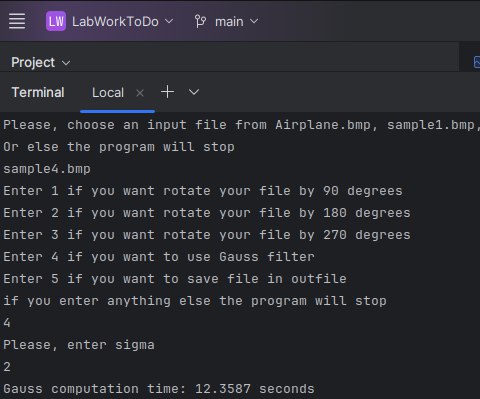 LW LabWorkToDo main
Project
Terminal Local
Please, choose an input file from Airplane.bmp, sample1.bmp,
Or else the program will stop
sample4.bmp
Enter 1 if you want rotate your file by 90 degrees
Enter 2 if you want rotate your file by 180 degrees
Enter 3 if you want rotate your file by 270 degrees
Enter 4 if you want to use Gauss filter
Enter 5 if you want to save file in outfile
if you enter anything else the program will stop
4
Please, enter sigma
2
Gauss computation time: 12.3587 seconds